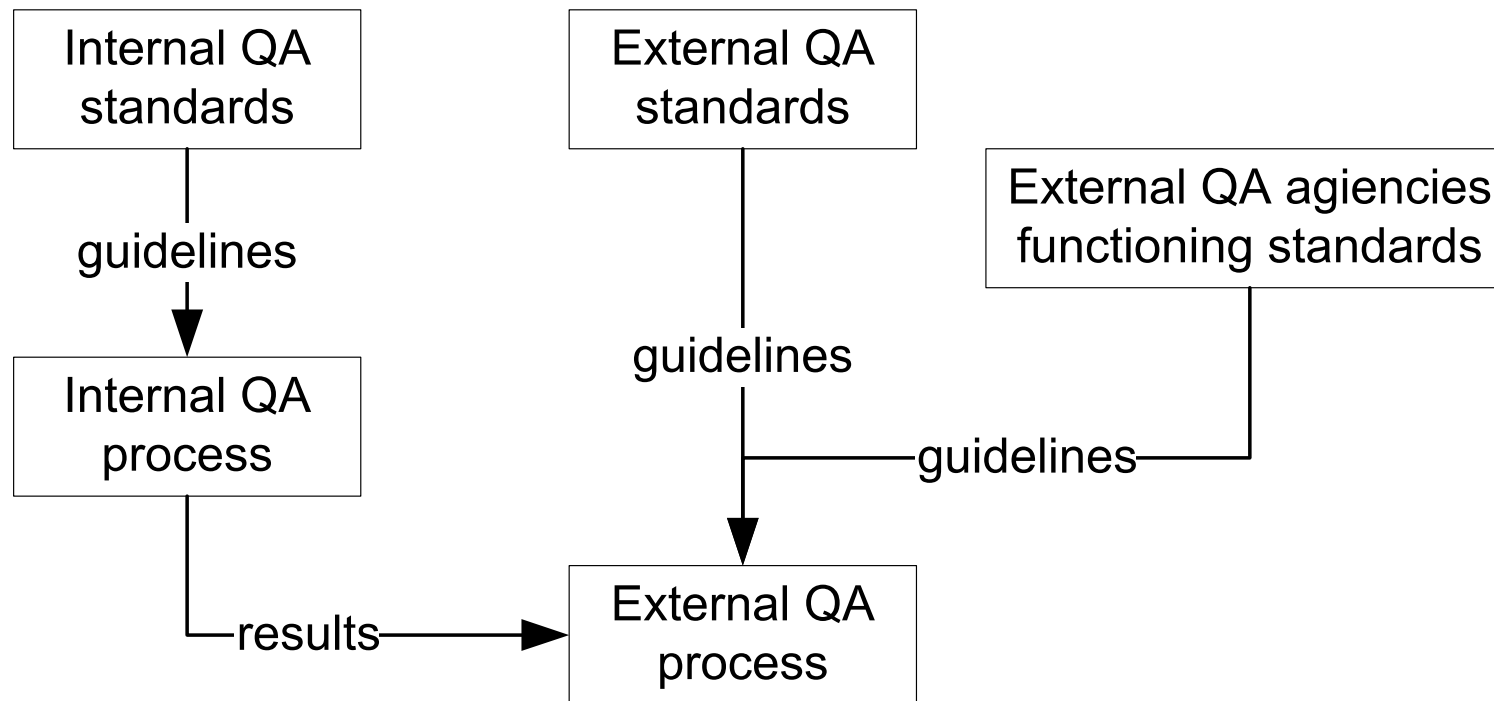 Internal QA
standards
External QA
standards
External QA agiencies
functioning standards
guidelines
guidelines
Internal QA
process
guidelines
results
External QA
process